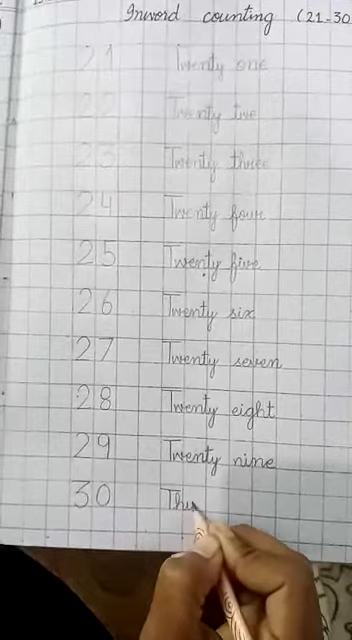 Inword counting (21-30
21 Twenty one
22 Twenty two
23 Twenty three
24 Twenty four
25 Twenty five
26 Twenty six
27 Twenty seven
28 Twenty eight
29 Twenty nine
30 Thi